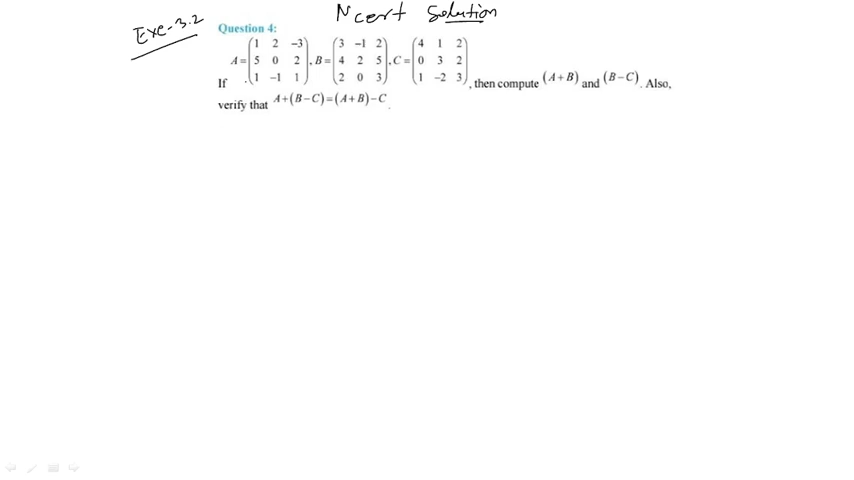 Ncert Solution
Exe-3.2
Question 4:
If A = (1 2 -3 5 0 2 1 -1 1), B = (3 -1 2 4 2 5 2 0 3), C = (4 1 2 0 3 2 1 -2 3), then compute (A+B) and (B-C). Also,
verify that A+(B-C)=(A+B)-C.